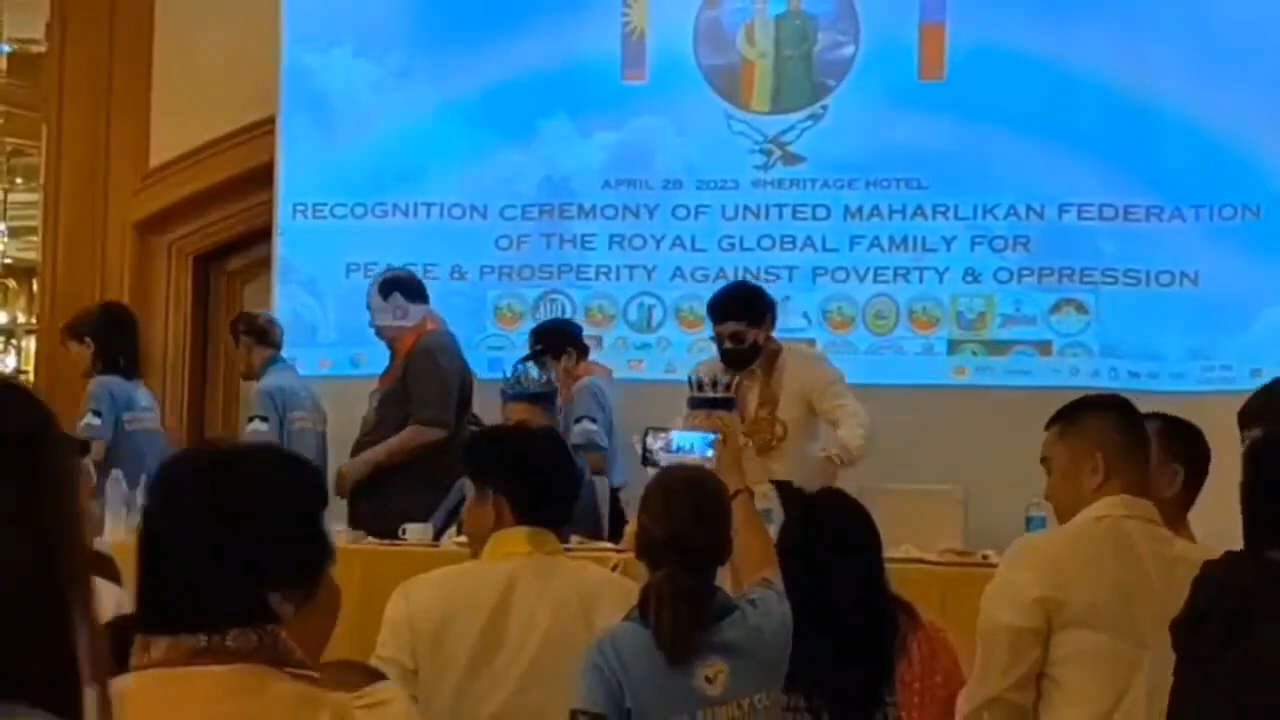 APRIL 28, 2023 @HERITAGE HOTEL
RECOGNITION CEREMONY OF UNITED MAHARLIKAN FEDERATION
OF THE ROYAL GLOBAL FAMILY FOR
PEACE & PROSPERITY AGAINST POVERTY & OPPRESSION
FAMILY